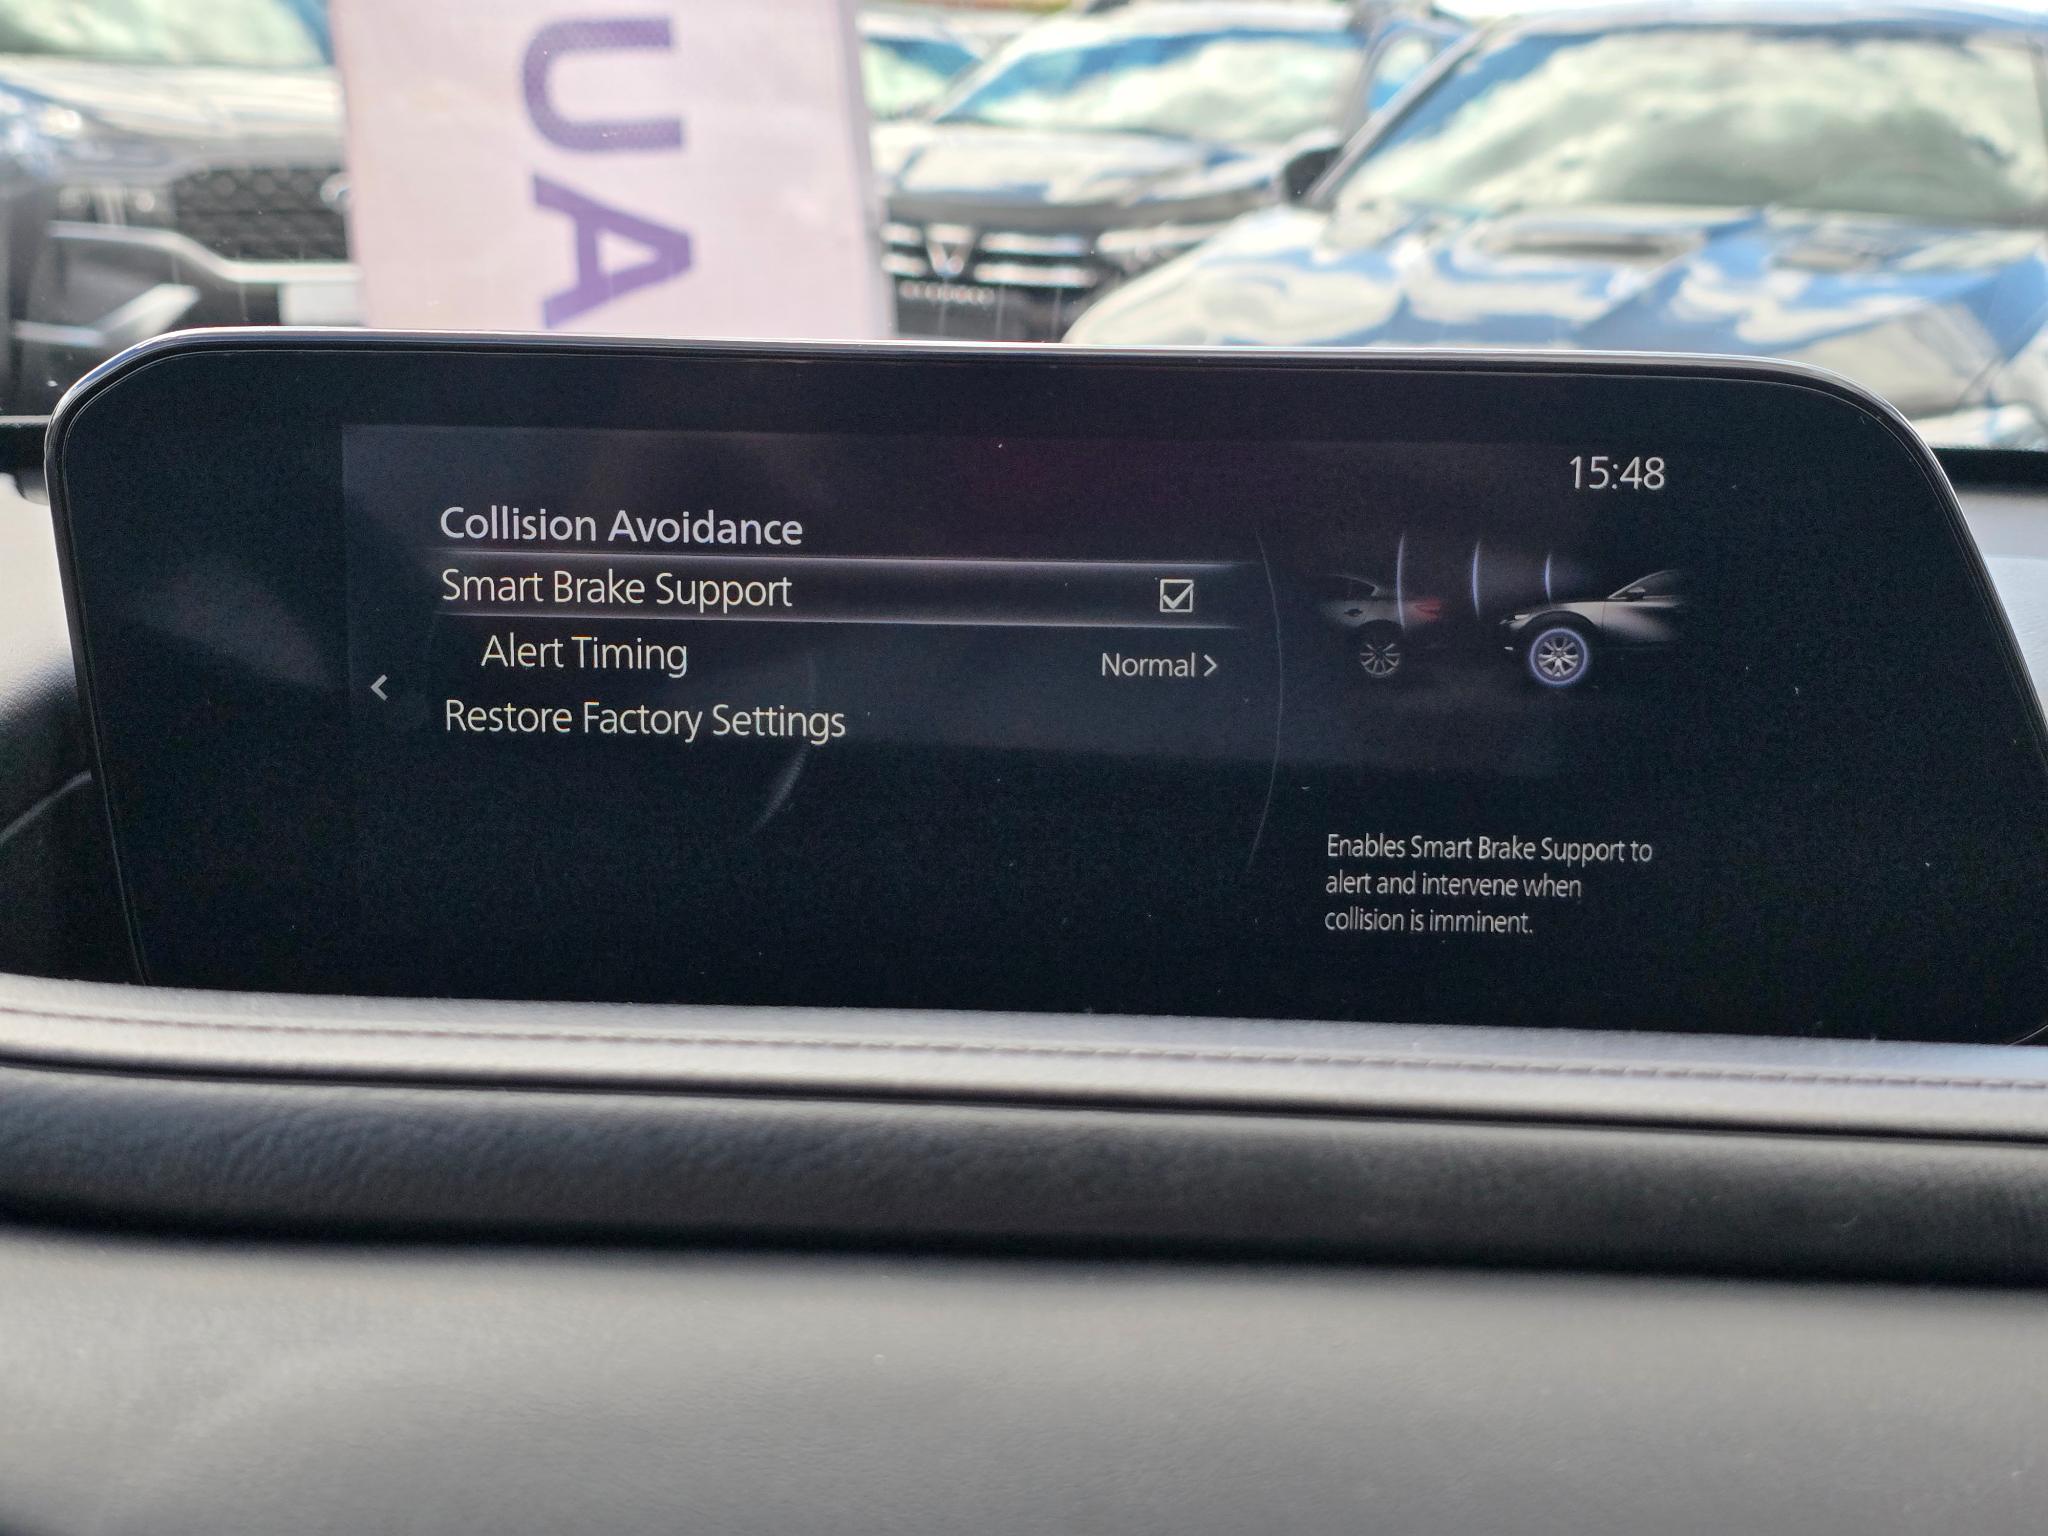 UA
15:48
Collision Avoidance
Smart Brake Support
Alert Timing
Normal >
Restore Factory Settings
Enables Smart Brake Support to
alert and intervene when
collision is imminent.